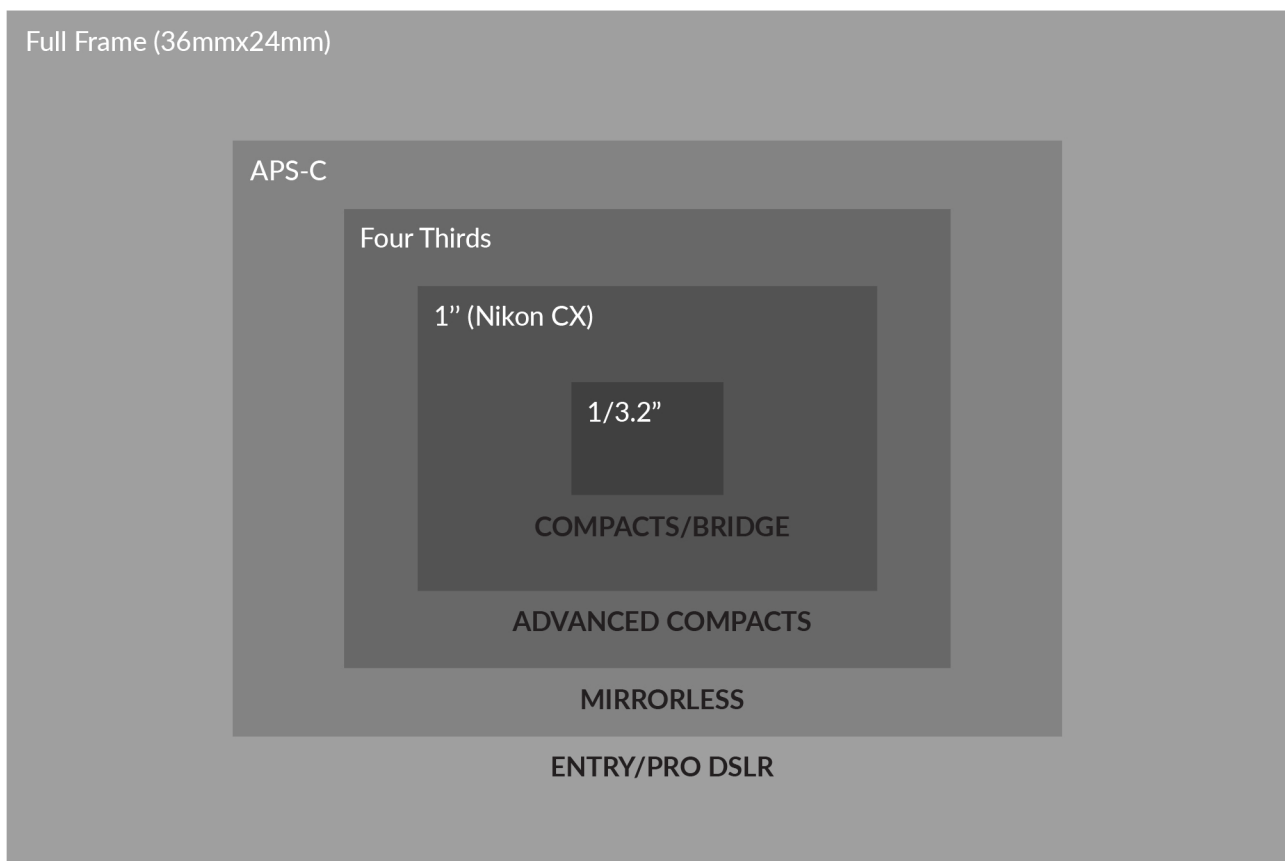 Full Frame (36mmx24mm)
APS-C
Four Thirds
1’’ (Nikon CX)
1/3.2”
COMPACTS/BRIDGE
ADVANCED COMPACTS
MIRRORLESS
ENTRY/PRO DSLR